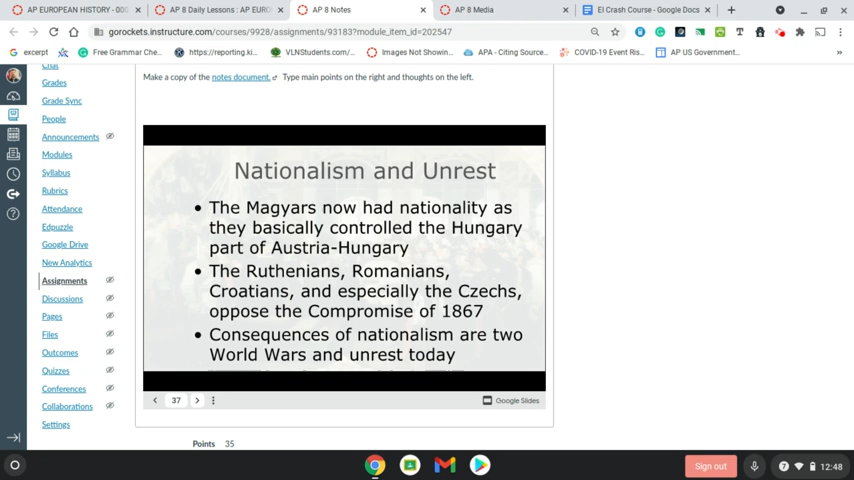 AP EUROPEAN HISTORY - 009
AP 8 Daily Lessons : AP EURO
AP 8 Notes
AP 8 Media
EI Crash Course - Google Docs
gorockets.instructure.com/courses/9928/assignments/93183?module_item_id=202547
excerpt
Free Grammar Che...
https://reporting.ki...
VLNStudents.com/...
Images Not Showin...
APA - Citing Source...
COVID-19 Event Ris...
AP US Government...
Chat
Grades
Grade Sync
People
Announcements
Modules
Syllabus
Rubrics
Attendance
Edpuzzle
Google Drive
New Analytics
Assignments
Discussions
Pages
Files
Outcomes
Quizzes
Conferences
Collaborations
Settings
Make a copy of the notes document. Type main points on the right and thoughts on the left.
Nationalism and Unrest
• The Magyars now had nationality as
they basically controlled the Hungary
part of Austria-Hungary
• The Ruthenians, Romanians,
Croatians, and especially the Czechs,
oppose the Compromise of 1867
• Consequences of nationalism are two
World Wars and unrest today
37
Google Slides
Points 35
Sign out
7
12:48